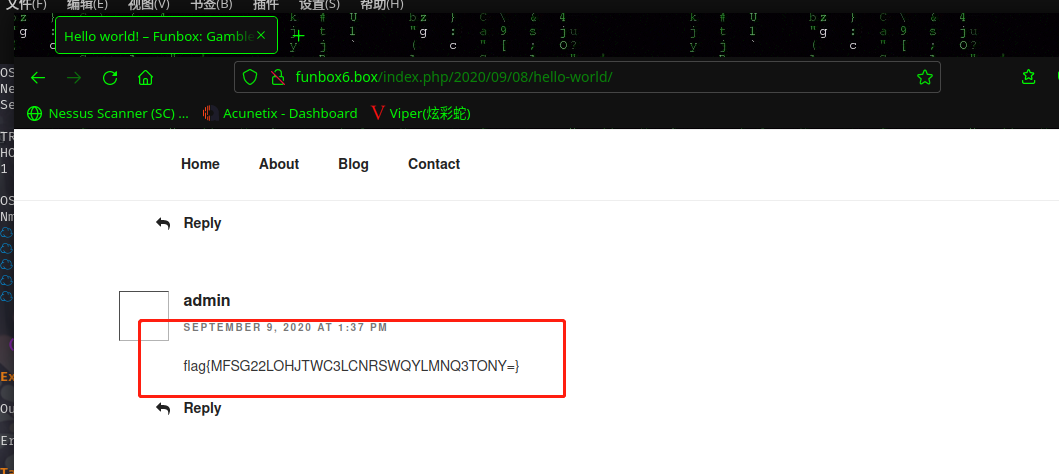 文件(F) 编辑(E) 视图(V) 书签(B) 插件 设置(S) 帮助(H)
Hello world! – Funbox: Gamble
funbox6.box/index.php/2020/09/08/hello-world/
Nessus Scanner (SC) ... Acunetix - Dashboard Viper(炫彩蛇)
Home About Blog Contact
Reply
admin
SEPTEMBER 9, 2020 AT 1:37 PM
flag{MFSG22LOHJTWC3LCNRSWQYLMNQ3TONY=}
Reply